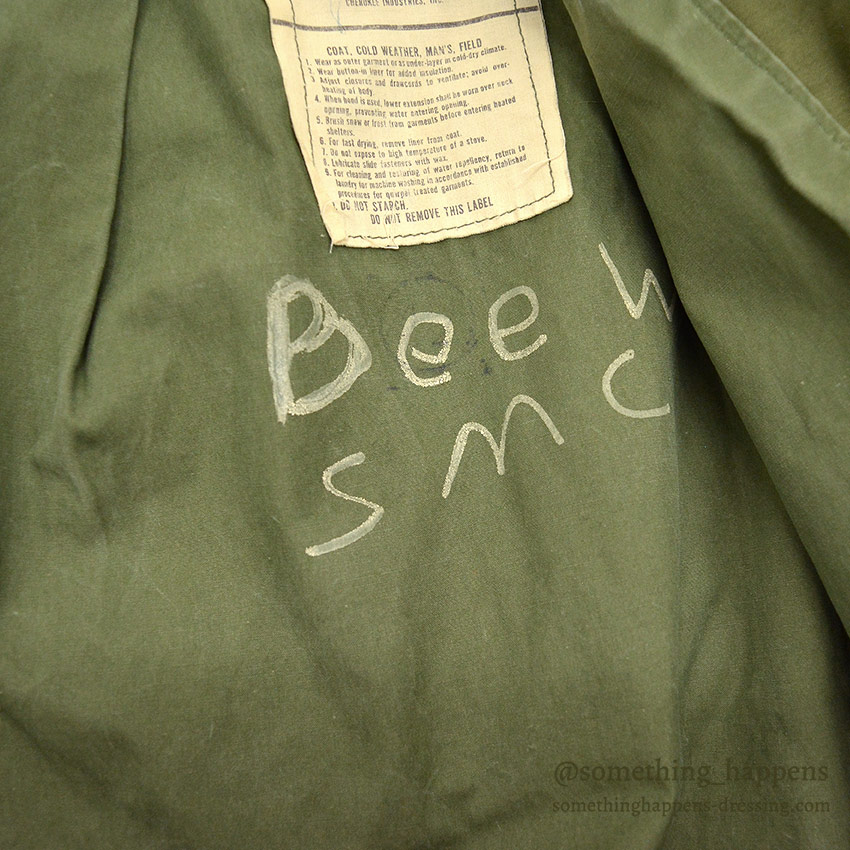 CHEROKEE INDUSTRIES, INC.
COAT, COLD WEATHER, MAN'S, FIELD
1. Wear as outer garment or as under-layer in cold-dry climate.
2. Wear button-in liner for added insulation.
3. Adjust closures and drawcords to ventilate; avoid over-
heating of body.
4. When hood is used, lower extension shall be worn over neck
opening, preventing water entering opening.
5. Brush snow or frost from garments before entering heated
shelters.
6. For fast drying, remove liner from coat.
7. Do not expose to high temperature of a stove.
8. Lubricate slide fasteners with wax.
9. For cleaning and restoring of water repellency, return to
laundry for machine washing in accordance with established
procedures for quarpel treated garments.
DO NOT STARCH.
DO NOT REMOVE THIS LABEL
Bee
SMC
@something_happens
somethinghappens-dressing.com